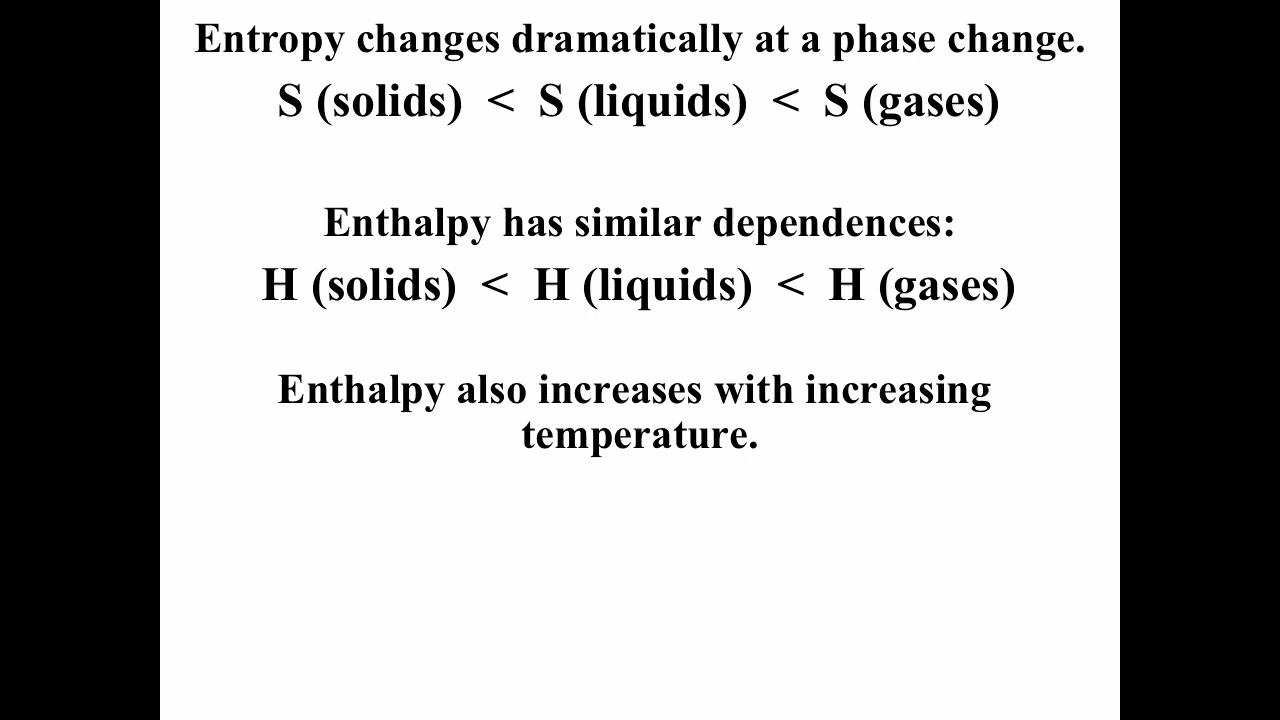 Entropy changes dramatically at a phase change.
S (solids) < S (liquids) < S (gases)
Enthalpy has similar dependences:
H (solids) < H (liquids) < H (gases)
Enthalpy also increases with increasing
temperature.